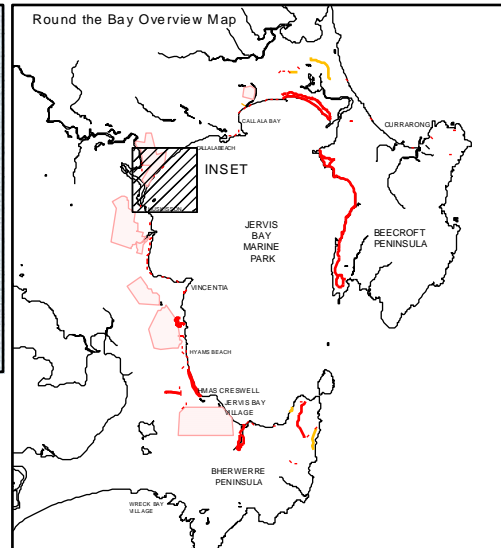 Round the Bay Overview Map
CALLALA BAY
CURRARONG
CALLALA BEACH
INSET
HUSKISSON
JERVIS
BAY
MARINE
PARK
BEECROFT
PENINSULA
VINCENTIA
HYAMS BEACH
HMAS CRESWELL
JERVIS BAY
VILLAGE
BHERWERRE
PENINSULA
WRECK BAY
VILLAGE